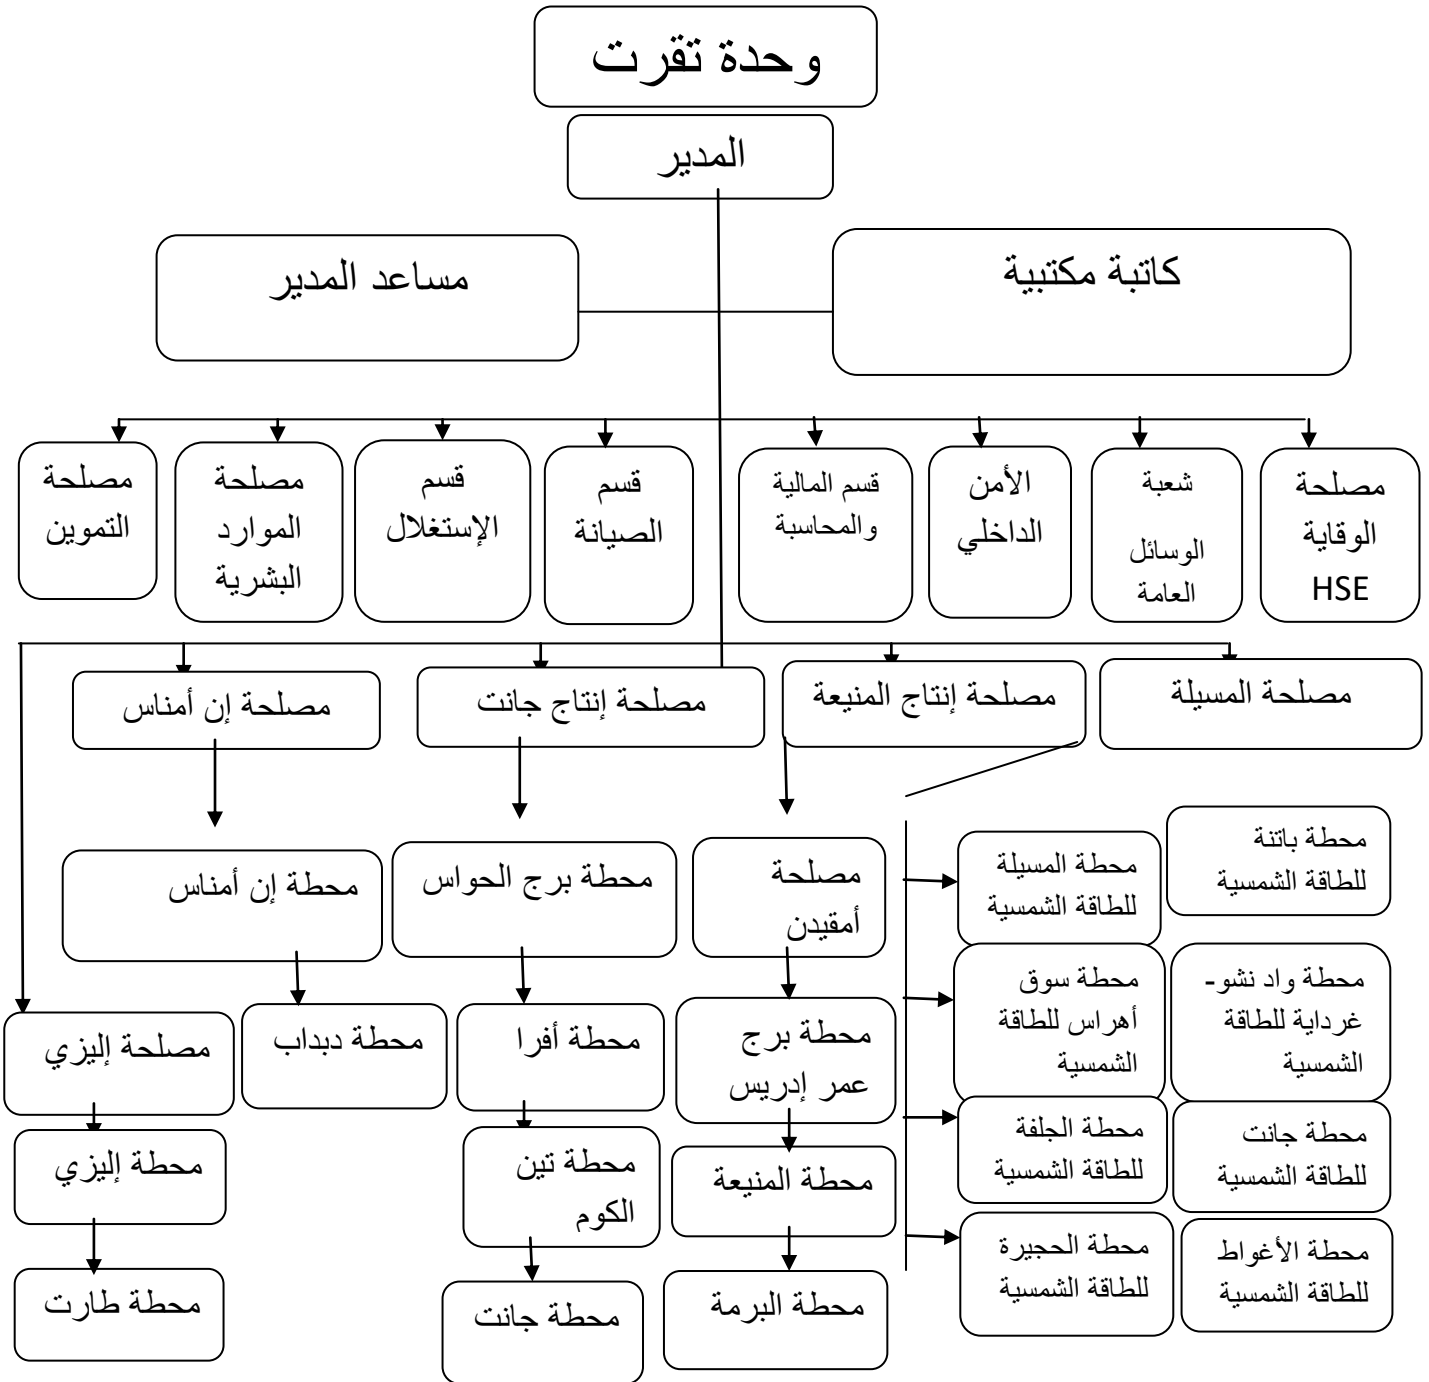 وحدة تقرت
المدير
كاتبة مكتبية
مساعد المدير
مصلحة
الوقاية
HSE
شعبة
الوسائل
العامة
الأمن
الداخلي
قسم المالية
والمحاسبة
قسم
الصيانة
قسم
الإستغلال
مصلحة
الموارد
البشرية
مصلحة
التموين
مصلحة المسيلة
مصلحة إنتاج المنيعة
مصلحة إنتاج جانت
مصلحة إن أمناس
محطة باتنة
للطاقة الشمسية
محطة المسيلة
للطاقة الشمسية
مصلحة
أمقيدن
محطة برج الحواس
محطة إن أمناس
محطة واد نشو-
غرداية للطاقة
الشمسية
محطة سوق
أهراس للطاقة
الشمسية
محطة برج
عمر إدريس
محطة أفرا
محطة دبداب
مصلحة إليزي
محطة جانت
للطاقة الشمسية
محطة الجلفة
للطاقة الشمسية
محطة المنيعة
محطة تين
الكوم
محطة إليزي
محطة الأغواط
للطاقة الشمسية
محطة الحجيرة
للطاقة الشمسية
محطة البرمة
محطة جانت
محطة طارت